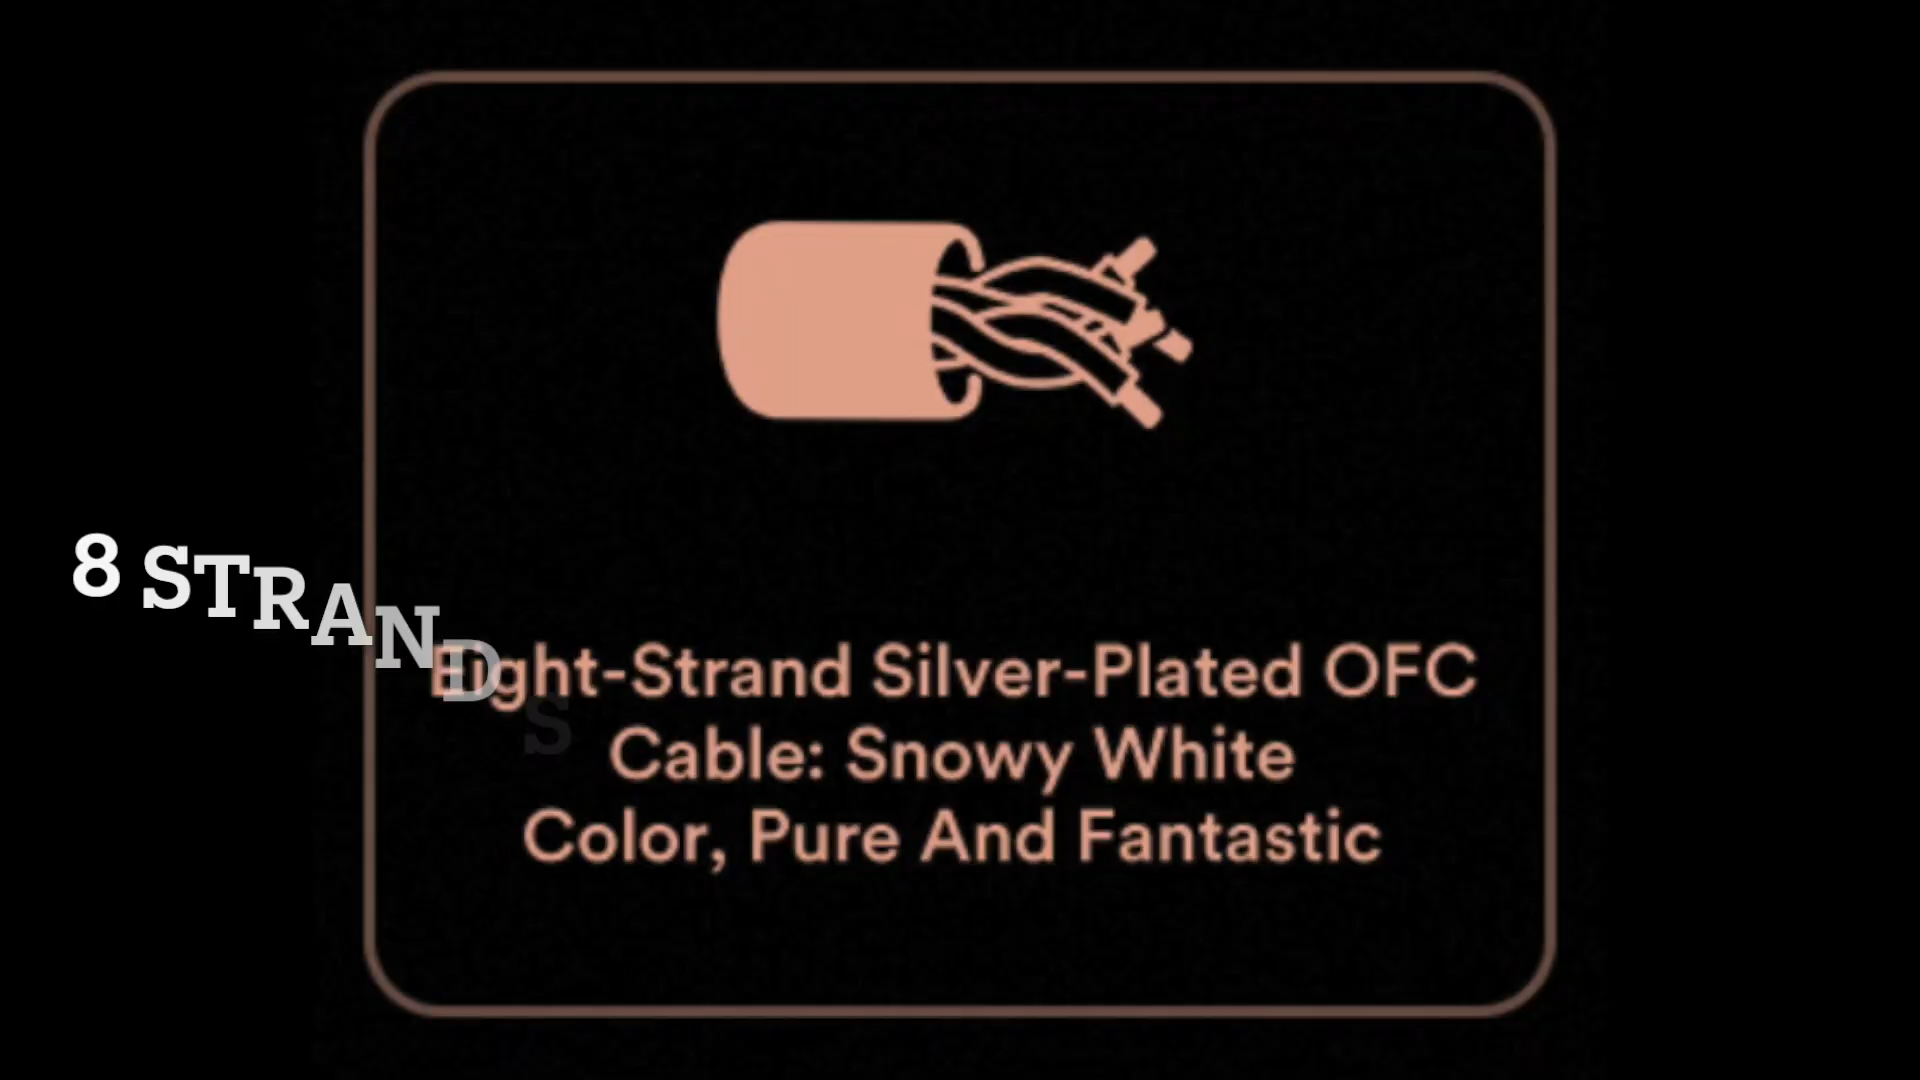 8 STRANDS
Eight-Strand Silver-Plated OFC
Cable: Snowy White
Color, Pure And Fantastic